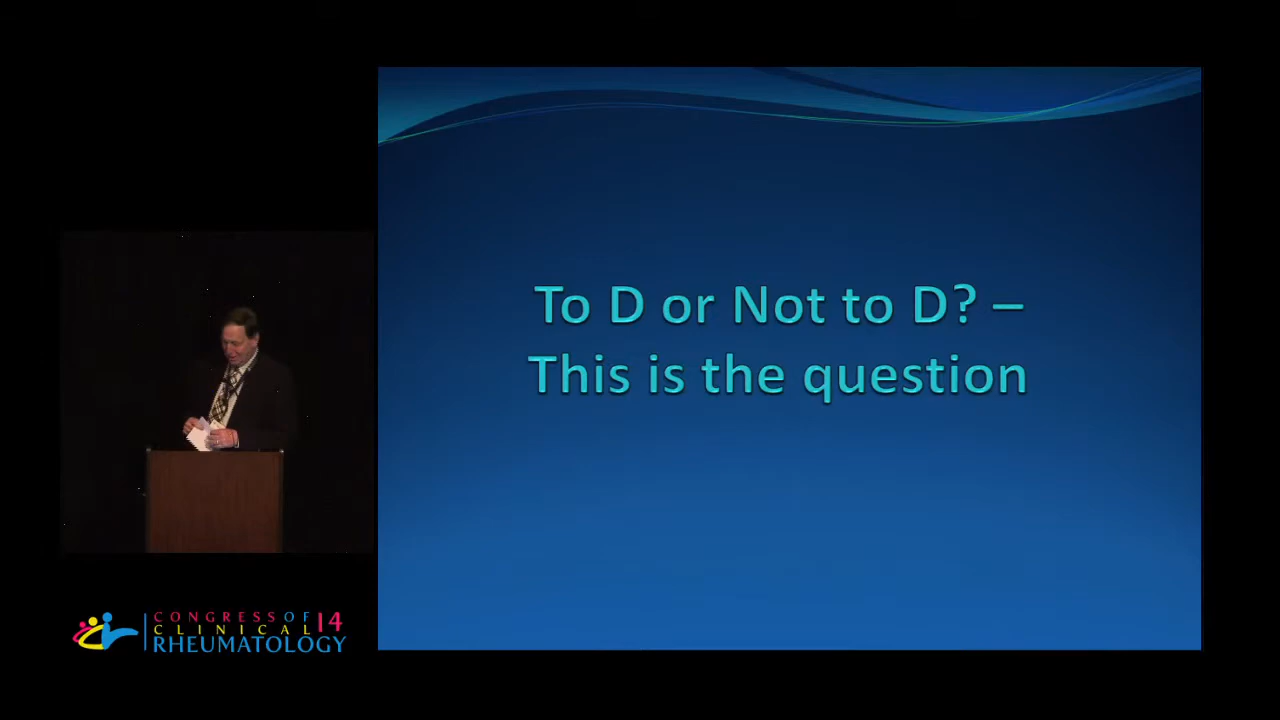 To D or Not to D? –
This is the question
CONGRESS OF
CLINICAL 14
RHEUMATOLOGY